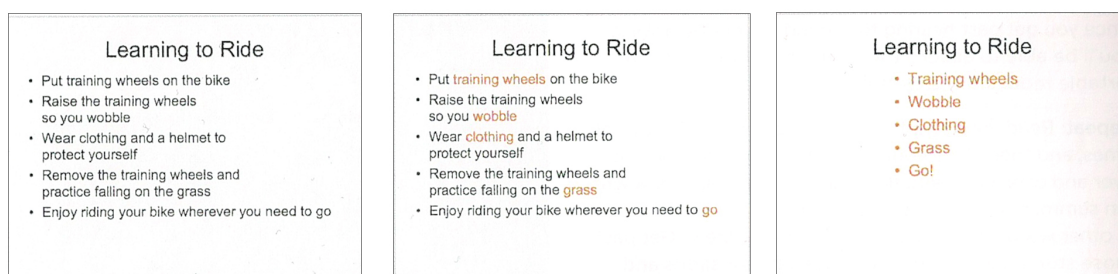 Learning to Ride
• Put training wheels on the bike
• Raise the training wheels
so you wobble
• Wear clothing and a helmet to
protect yourself
• Remove the training wheels and
practice falling on the grass
• Enjoy riding your bike wherever you need to go
Learning to Ride
• Put training wheels on the bike
• Raise the training wheels
so you wobble
• Wear clothing and a helmet to
protect yourself
• Remove the training wheels and
practice falling on the grass
• Enjoy riding your bike wherever you need to go
Learning to Ride
• Training wheels
• Wobble
• Clothing
• Grass
• Go!